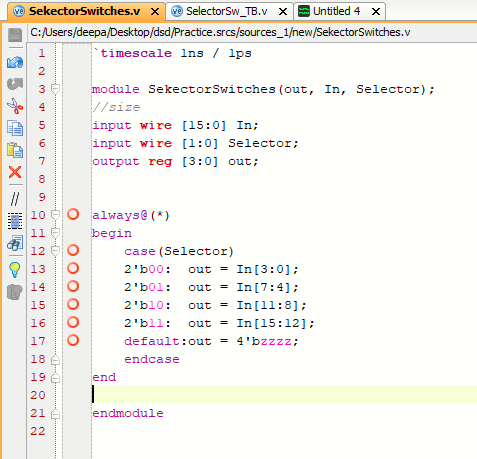 SekectorSwitches.v x SelectorSw_TB.v x Untitled 4 x
C:/Users/deepa/Desktop/dsd/Practice.srcs/sources_1/new/SekectorSwitches.v
1 `timescale 1ns / 1ps
2
3 module SekectorSwitches(out, In, Selector);
4 //size
5 input wire [15:0] In;
6 input wire [1:0] Selector;
7 output reg [3:0] out;
8
9
10 always@(*)
11 begin
12 case(Selector)
13 2'b00: out = In[3:0];
14 2'b01: out = In[7:4];
15 2'b10: out = In[11:8];
16 2'b11: out = In[15:12];
17 default:out = 4'bzzzz;
18 endcase
19 end
20
21 endmodule
22